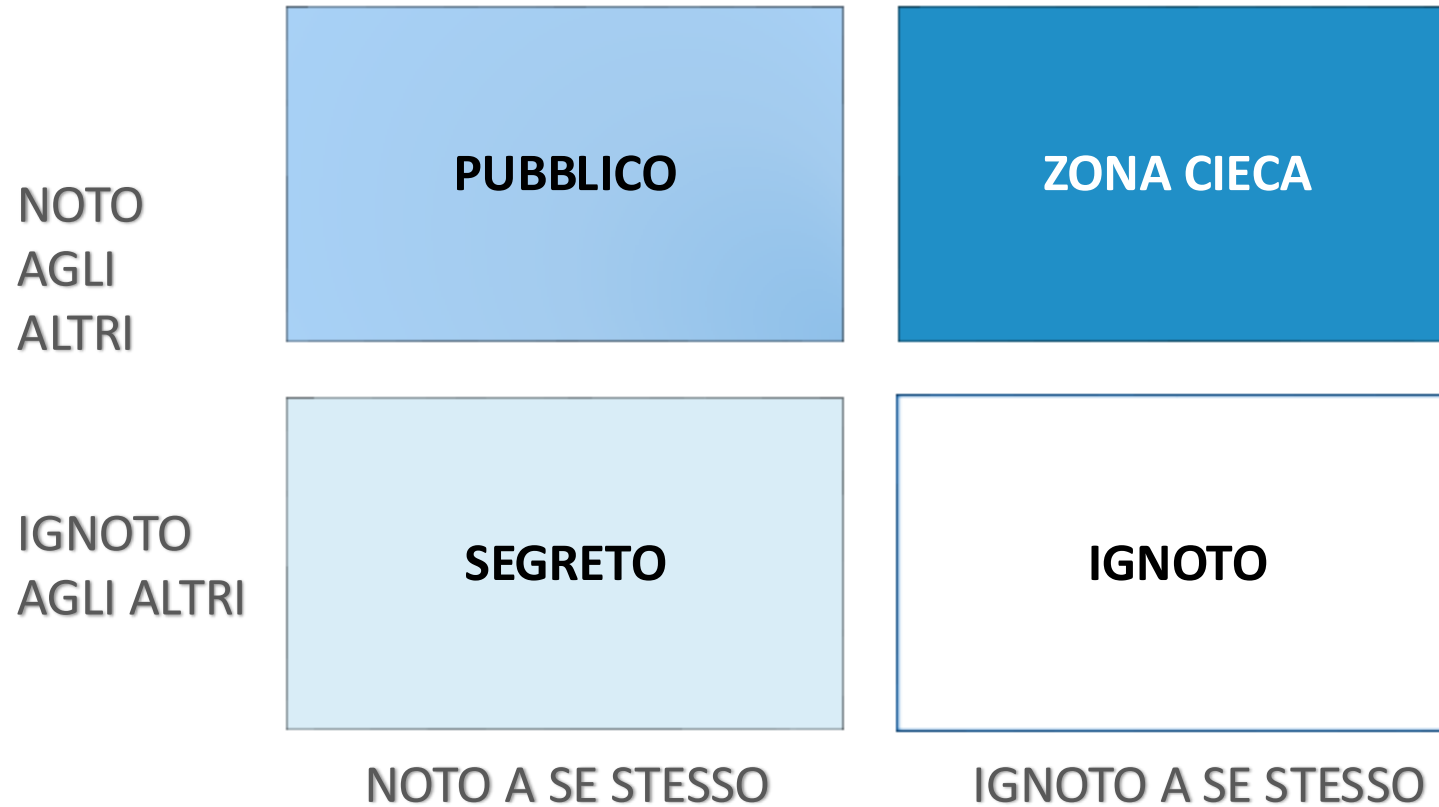 PUBBLICO
ZONA CIECA
NOTO
AGLI
ALTRI
SEGRETO
IGNOTO
IGNOTO
AGLI ALTRI
NOTO A SE STESSO
IGNOTO A SE STESSO